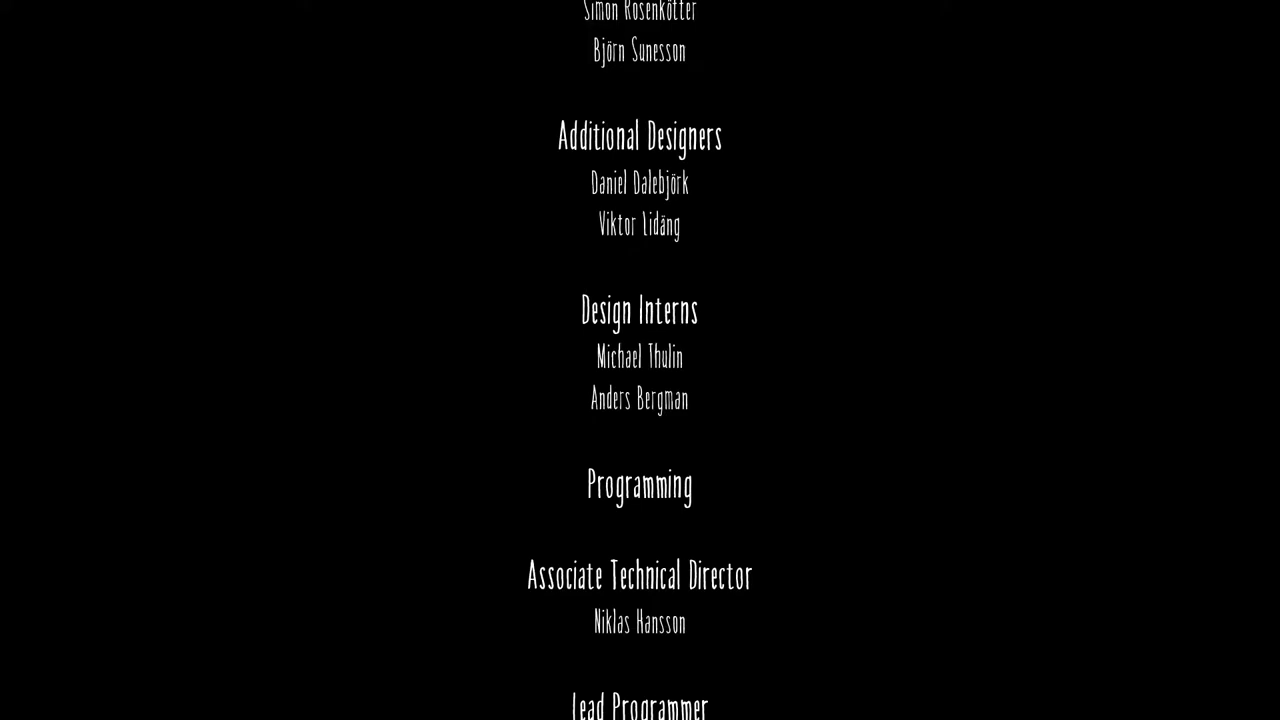 Simon Rosenkötter
Björn Sunesson
Additional Designers
Daniel Dalebjörk
Viktor Lidäng
Design Interns
Michael Thulin
Anders Bergman
Programming
Associate Technical Director
Niklas Hansson
Lead Programmer